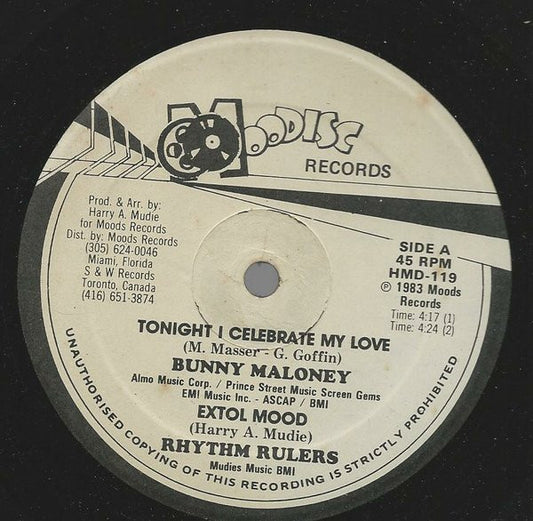 MOODISC
RECORDS
Prod. & Arr. by:
Harry A. Mudie
for Moods Records
Dist. by: Moods Records
(305) 624-0046
Miami, Florida
S & W Records
Toronto, Canada
(416) 651-3874
SIDE A
45 RPM
HMD-119
℗ 1983 Moods
Records
Time: 4:17 (1)
Time: 4:24 (2)
TONIGHT I CELEBRATE MY LOVE
(M. Masser - G. Goffin)
BUNNY MALONEY
Almo Music Corp. / Prince Street Music Screen Gems
EMI Music Inc. - ASCAP / BMI
EXTOL MOOD
(Harry A. Mudie)
RHYTHM RULERS
Mudies Music BMI
UNAUTHORISED COPYING OF THIS RECORDING IS STRICTLY PROHIBITED